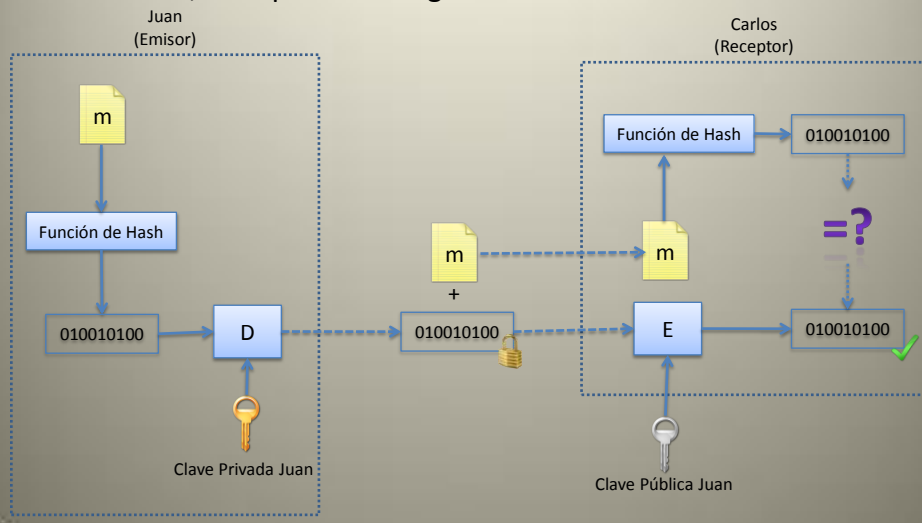 Juan
(Emisor)
Carlos
(Receptor)
m
Función de Hash
010010100
Función de Hash
010010100
=?
m
m
+
010010100
D
010010100
E
010010100
Clave Privada Juan
Clave Pública Juan